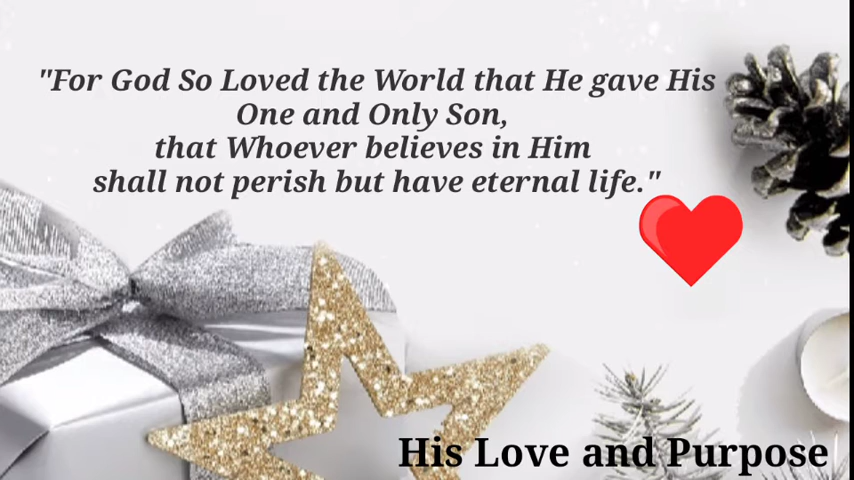 "For God So Loved the World that He gave His
One and Only Son,
that Whoever believes in Him
shall not perish but have eternal life."
His Love and Purpose